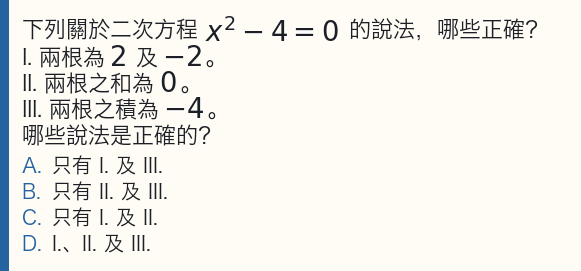 下列關於二次方程 x² − 4 = 0 的說法，哪些正確？
I. 兩根為 2 及 −2。
II. 兩根之和為 0。
III. 兩根之積為 −4。
哪些說法是正確的？
A. 只有 I. 及 III.
B. 只有 II. 及 III.
C. 只有 I. 及 II.
D. I.、II. 及 III.